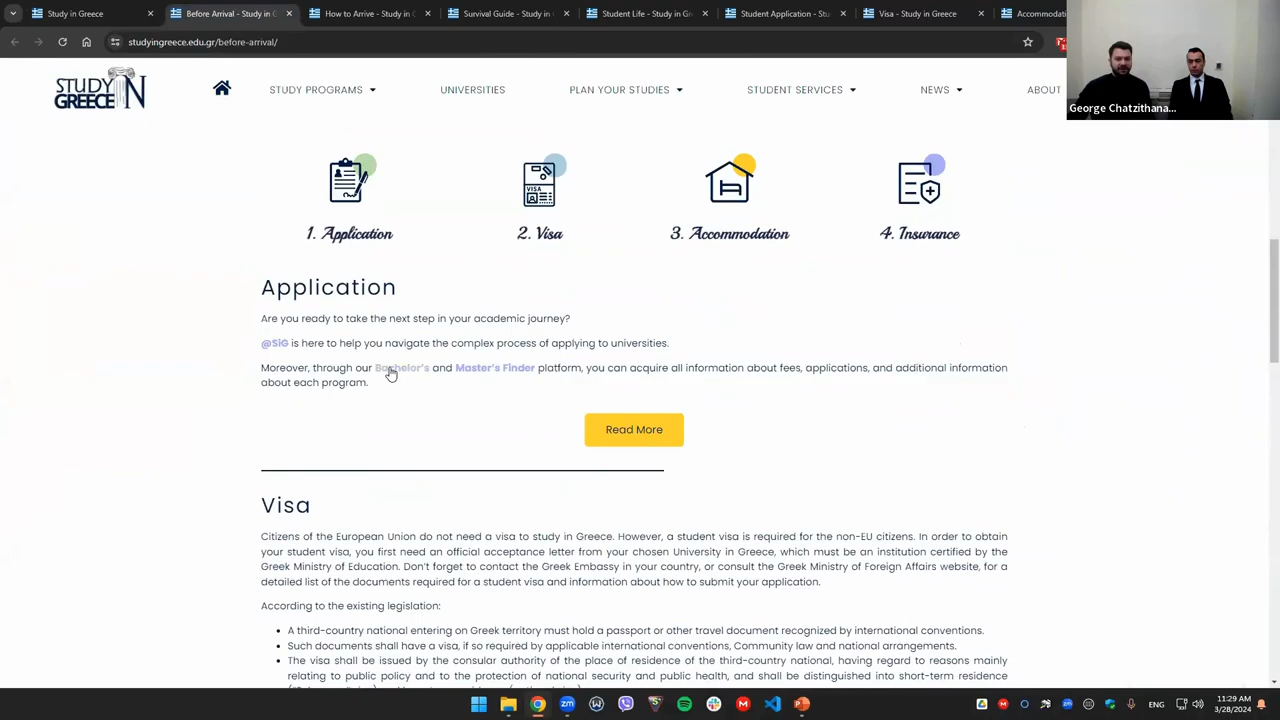 Study in Greece
Before Arrival - Study in G
How to Arrive - Study in G
Survival Guide - Study in
Student Life - Study in Gre
Student Application - Stu
Visa - Study in Greece
Accommodati
studyingreece.edu.gr/before-arrival/
George Chatzithana...
STUDY IN
GREECE
STUDY PROGRAMS
UNIVERSITIES
PLAN YOUR STUDIES
STUDENT SERVICES
NEWS
ABOUT
VISA
1. Application
2. Visa
3. Accommodation
4. Insurance
Application
Are you ready to take the next step in your academic journey?
@SiG is here to help you navigate the complex process of applying to universities.
Moreover, through our Bachelor's and Master's Finder platform, you can acquire all information about fees, applications, and additional information
about each program.
Read More
Visa
Citizens of the European Union do not need a visa to study in Greece. However, a student visa is required for the non-EU citizens. In order to obtain
your student visa, you first need an official acceptance letter from your chosen University in Greece, which must be an institution certified by the
Greek Ministry of Education. Don't forget to contact the Greek Embassy in your country, or consult the Greek Ministry of Foreign Affairs website, for a
detailed list of the documents required for a student visa and information about how to submit your application.
According to the existing legislation:
• A third-country national entering on Greek territory must hold a passport or other travel document recognized by international conventions.
• Such documents shall have a visa, if so required by applicable international conventions, Community law and national arrangements.
• The visa shall be issued by the consular authority of the place of residence of the third-country national, having regard to reasons mainly
relating to public policy and to the protection of national security and public health, and shall be distinguished into short-term residence
ENG
11:29 AM
3/28/2024